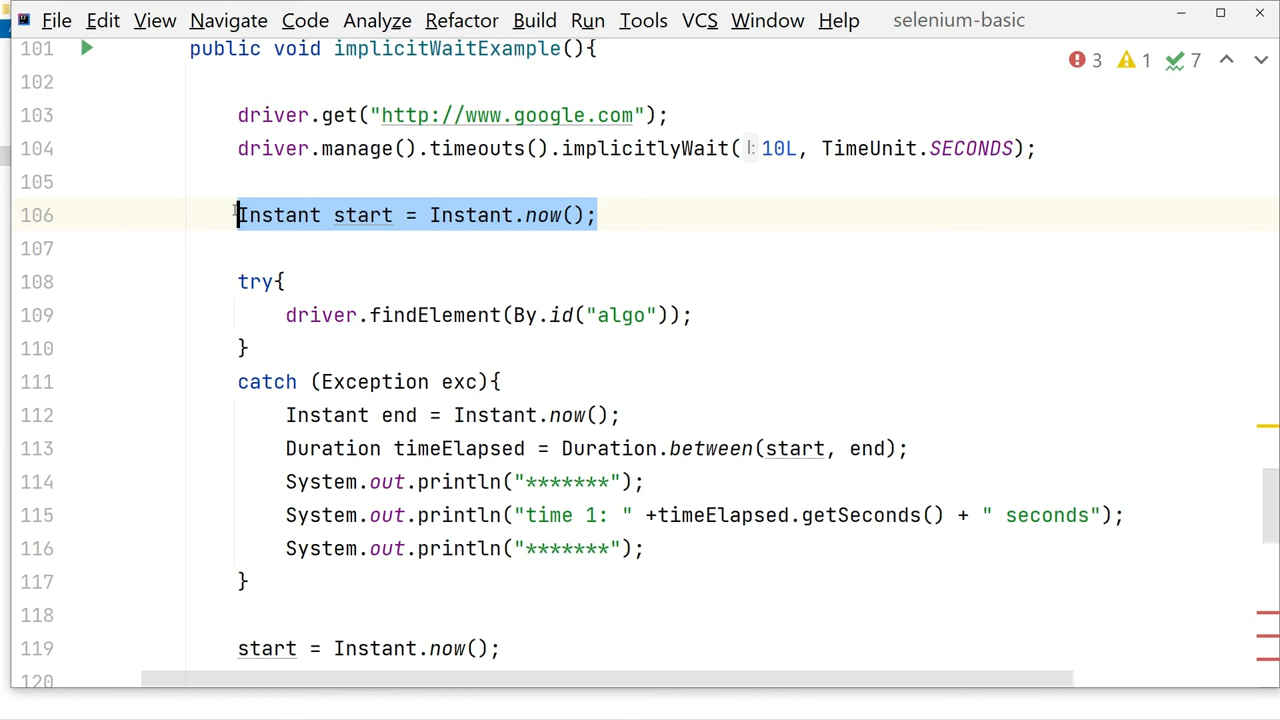 File Edit View Navigate Code Analyze Refactor Build Run Tools VCS Window Help selenium-basic
3 1 7
101 public void implicitWaitExample(){
102
103 driver.get("http://www.google.com");
104 driver.manage().timeouts().implicitlyWait( l: 10L, TimeUnit.SECONDS);
105
106 Instant start = Instant.now();
107
108 try{
109 driver.findElement(By.id("algo"));
110 }
111 catch (Exception exc){
112 Instant end = Instant.now();
113 Duration timeElapsed = Duration.between(start, end);
114 System.out.println("*******");
115 System.out.println("time 1: " +timeElapsed.getSeconds() + " seconds");
116 System.out.println("*******");
117 }
118
119 start = Instant.now();
120